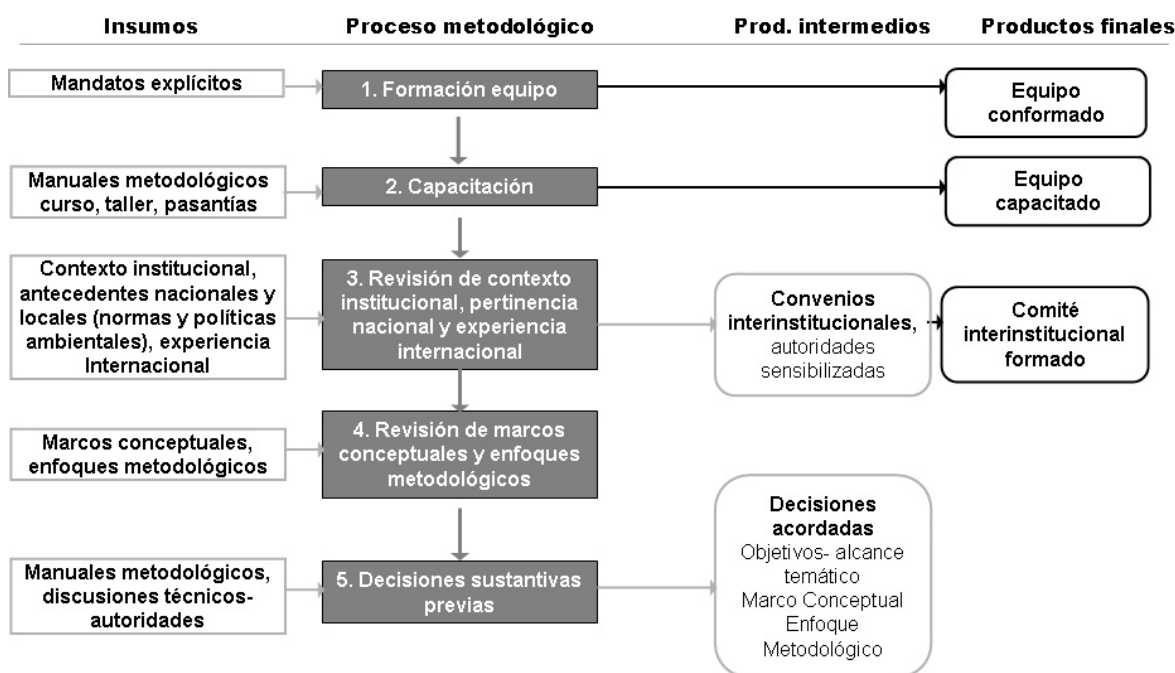 Insumos
Proceso metodológico
Prod. intermedios
Productos finales
Mandatos explícitos
1. Formación equipo
Equipo
conformado
Manuales metodológicos
curso, taller, pasantías
2. Capacitación
Equipo
capacitado
Contexto institucional,
antecedentes nacionales y
locales (normas y políticas
ambientales), experiencia
Internacional
3. Revisión de contexto
institucional, pertinencia
nacional y experiencia
internacional
Convenios
interinstitucionales,
autoridades
sensibilizadas
Comité
interinstitucional
formado
Marcos conceptuales,
enfoques metodológicos
4. Revisión de marcos
conceptuales y enfoques
metodológicos
Manuales metodológicos,
discusiones técnicos-
autoridades
5. Decisiones sustantivas
previas
Decisiones
acordadas
Objetivos- alcance
temático
Marco Conceptual
Enfoque
Metodológico